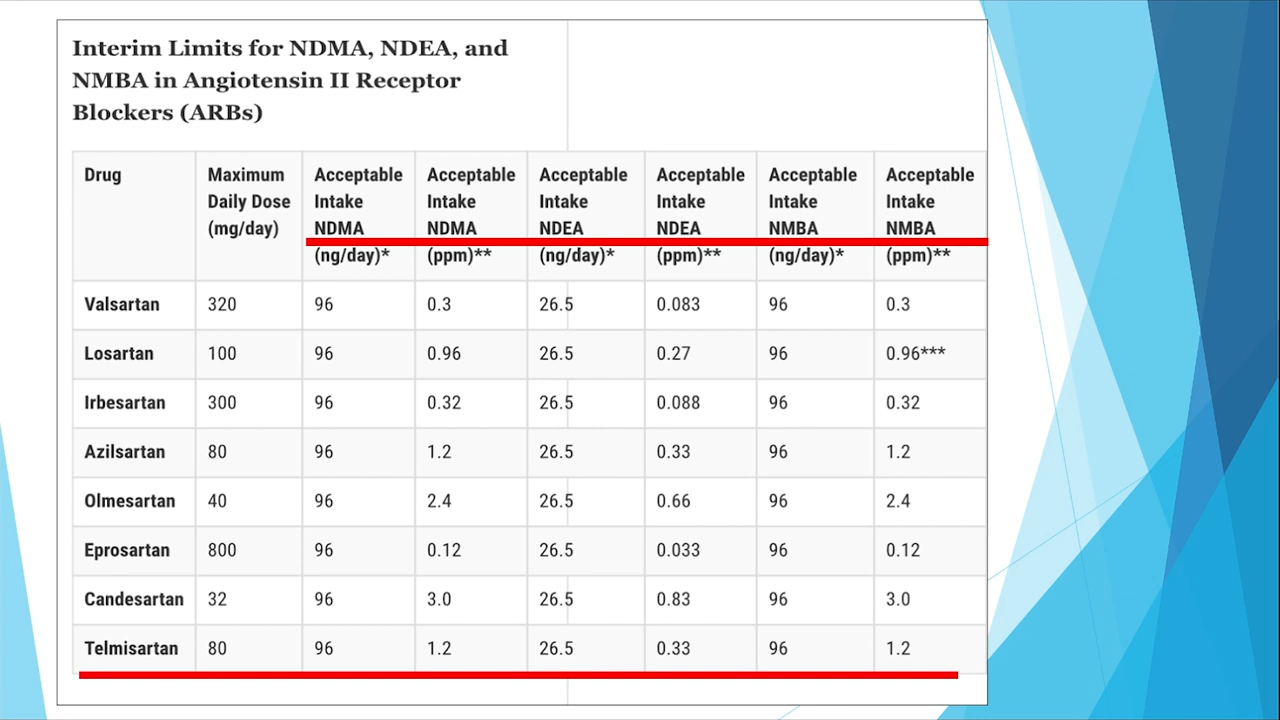 Interim Limits for NDMA, NDEA, and
NMBA in Angiotensin II Receptor
Blockers (ARBs)
Drug Maximum Daily Dose (mg/day) Acceptable Intake NDMA (ng/day)* Acceptable Intake NDMA (ppm)** Acceptable Intake NDEA (ng/day)* Acceptable Intake NDEA (ppm)** Acceptable Intake NMBA (ng/day)* Acceptable Intake NMBA (ppm)**
Valsartan 320 96 0.3 26.5 0.083 96 0.3
Losartan 100 96 0.96 26.5 0.27 96 0.96***
Irbesartan 300 96 0.32 26.5 0.088 96 0.32
Azilsartan 80 96 1.2 26.5 0.33 96 1.2
Olmesartan 40 96 2.4 26.5 0.66 96 2.4
Eprosartan 800 96 0.12 26.5 0.033 96 0.12
Candesartan 32 96 3.0 26.5 0.83 96 3.0
Telmisartan 80 96 1.2 26.5 0.33 96 1.2